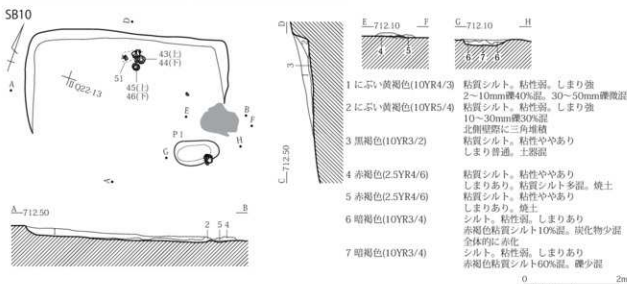 SB10
D
E 712.10 F
G 712.10 H
4 5
6 7 6
43(上)
44(下)
51
45(上)
46(下)
A
E
B
F
P1
G
H
A
D
3
C 712.50
1 にぶい黄褐色(10YR4/3) 粘質シルト。粘性弱。しまり強
2~10mm礫40%混。30~50mm礫微混
2 にぶい黄褐色(10YR5/4) 粘質シルト。粘性弱。しまり強
10~30mm礫30%混
北側壁際に三角堆積
3 黒褐色(10YR3/2) 粘質シルト。粘性ややあり
しまり普通。土器混
4 赤褐色(2.5YR4/6) 粘質シルト。粘性ややあり
しまりあり。粘質シルト多混。焼土
5 赤褐色(2.5YR4/6) 粘質シルト。粘性ややあり
しまりあり。焼土
6 暗褐色(10YR3/4) シルト。粘性弱。しまりあり
赤褐色粘質シルト10%混。炭化物少混
全体的に赤化
7 暗褐色(10YR3/4) シルト。粘性弱。しまりあり
赤褐色粘質シルト60%混。礫少混
A 712.50 B
2 5 4
0 2m